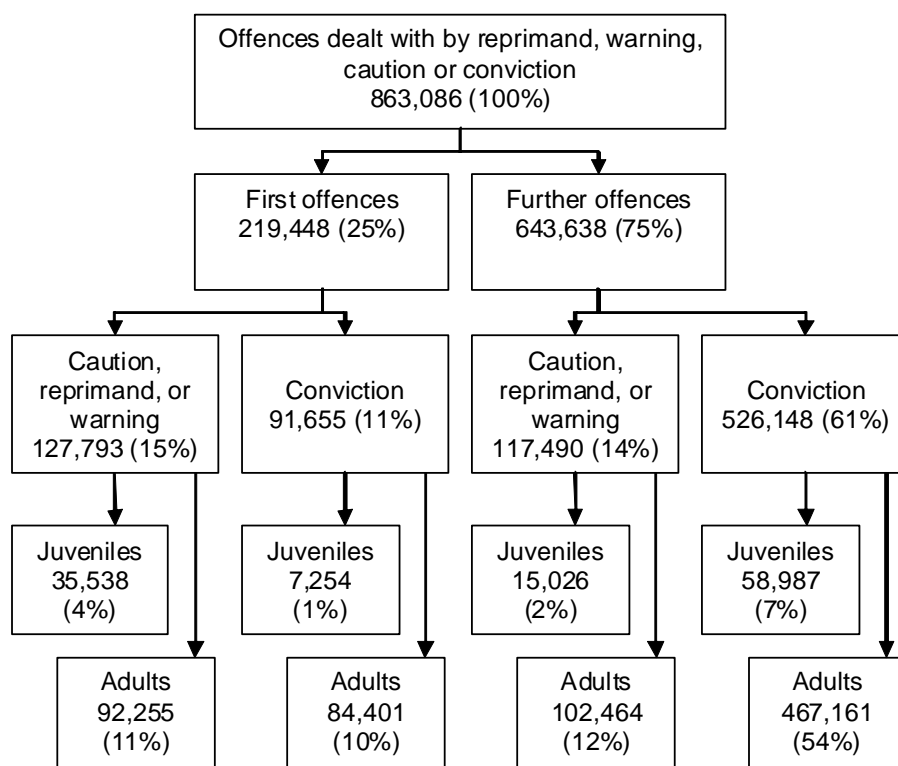 Offences dealt with by reprimand, warning,
caution or conviction
863,086 (100%)
First offences
219,448 (25%)
Further offences
643,638 (75%)
Caution,
reprimand, or
warning
127,793 (15%)
Conviction
91,655 (11%)
Caution,
reprimand, or
warning
117,490 (14%)
Conviction
526,148 (61%)
Juveniles
35,538
(4%)
Juveniles
7,254
(1%)
Juveniles
15,026
(2%)
Juveniles
58,987
(7%)
Adults
92,255
(11%)
Adults
84,401
(10%)
Adults
102,464
(12%)
Adults
467,161
(54%)